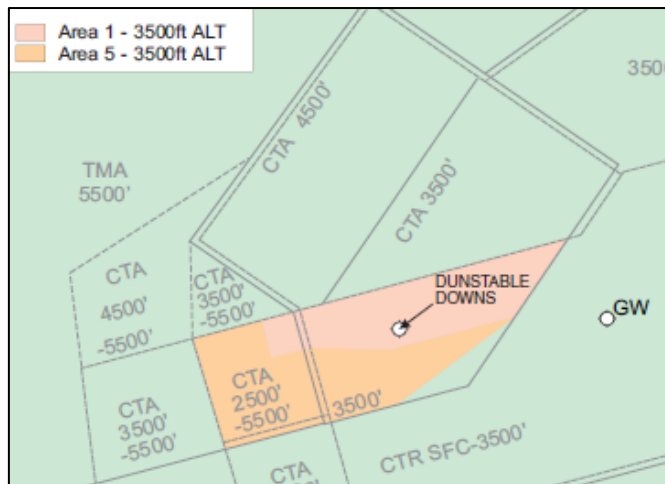 Area 1 - 3500ft ALT
Area 5 - 3500ft ALT
3500
CTA 4500'
TMA
5500'
CTA 3500'
CTA
4500'
-5500'
CTA
3500'
-5500'
DUNSTABLE
DOWNS
GW
CTA
2500'
-5500'
3500'
CTA
3500'
-5500'
CTR SFC-3500'
CTA